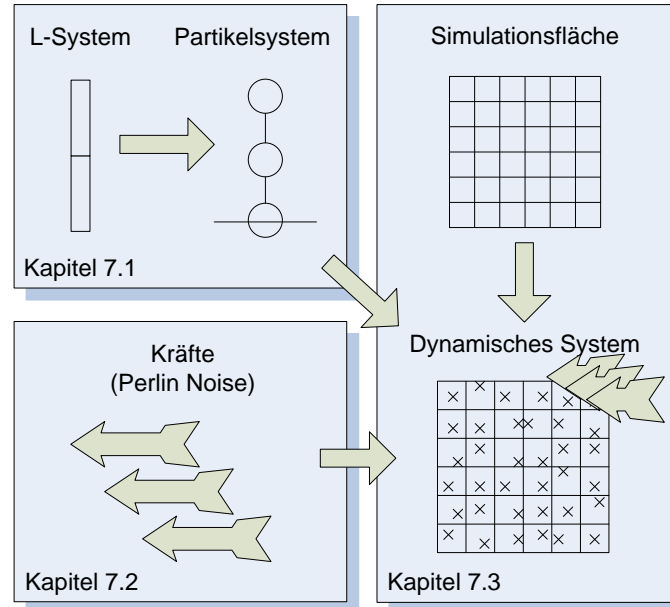 L-System
Partikelsystem
Kapitel 7.1
Kräfte
(Perlin Noise)
Kapitel 7.2
Simulationsfläche
Dynamisches System
Kapitel 7.3